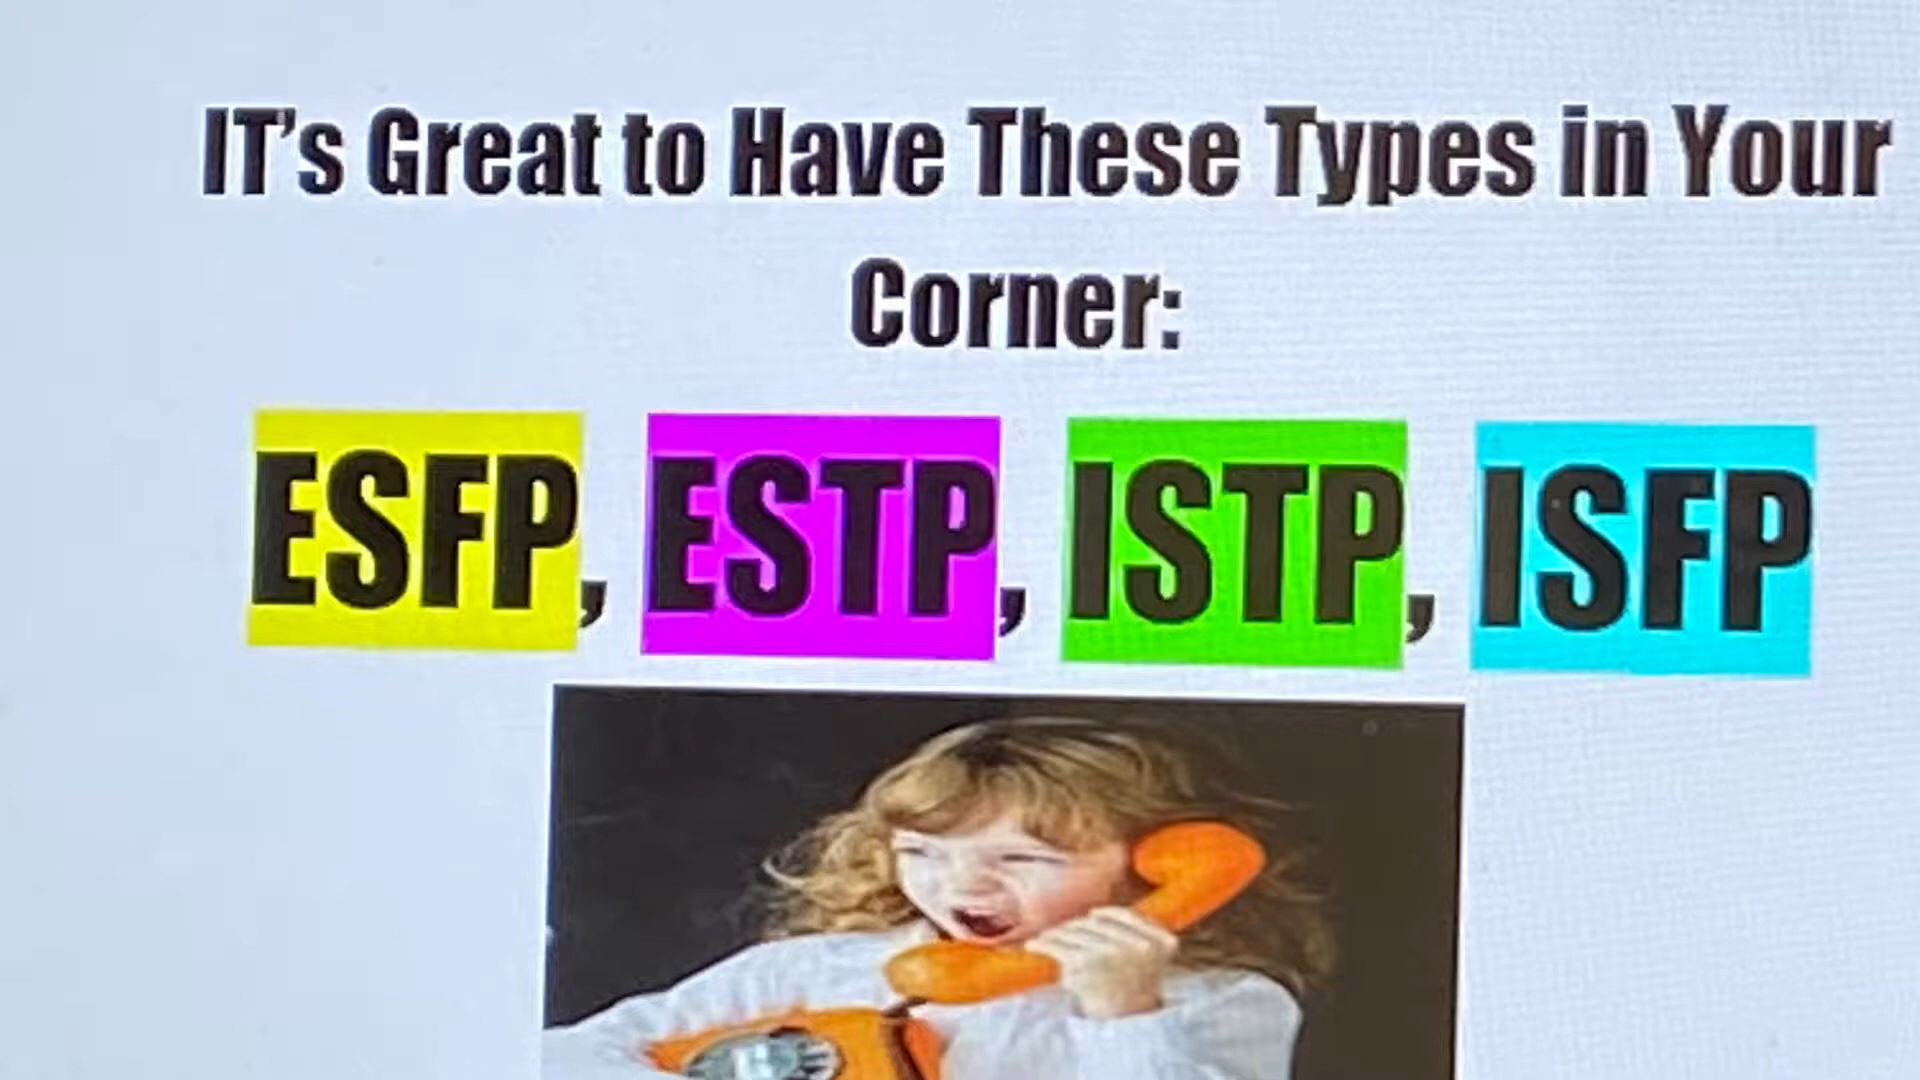 IT's Great to Have These Types in Your
Corner:
ESFP, ESTP, ISTP, ISFP